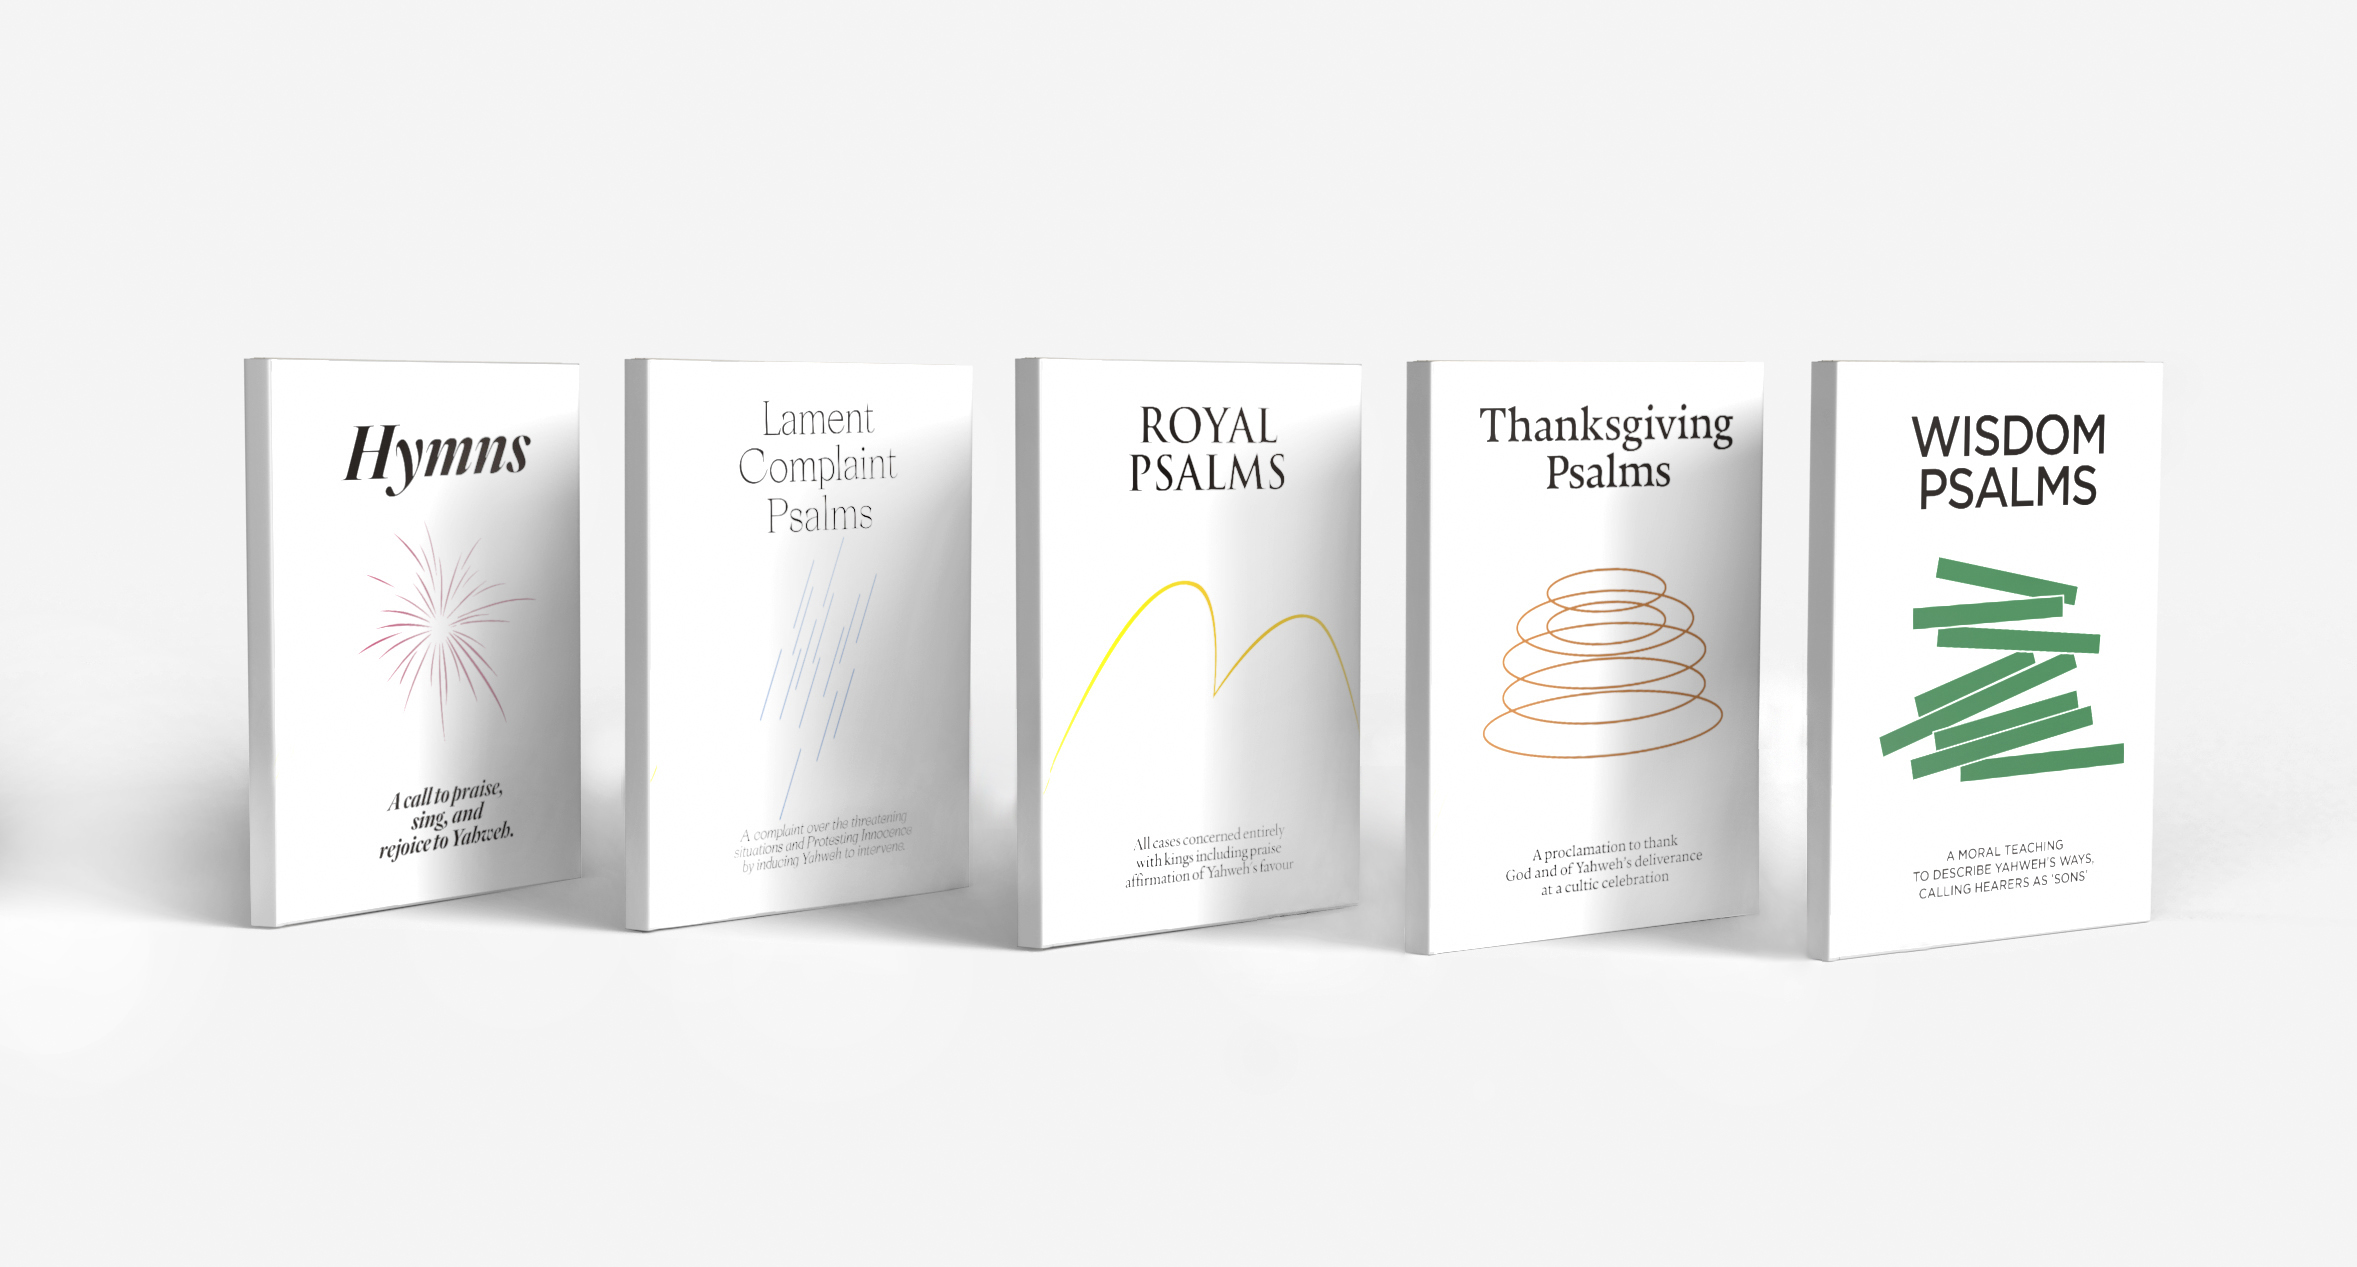 Hymns
A call to praise,
sing, and
rejoice to Yahweh.
Lament
Complaint
Psalms
A complaint over the threatening
situations and Protesting Innocence
by inducing Yahweh to intervene.
ROYAL
PSALMS
All cases concerned entirely
with kings including praise
affirmation of Yahweh's favour
Thanksgiving
Psalms
A proclamation to thank
God and of Yahweh's deliverance
at a cultic celebration
WISDOM
PSALMS
A MORAL TEACHING
TO DESCRIBE YAHWEH'S WAYS,
CALLING HEARERS AS 'SONS'